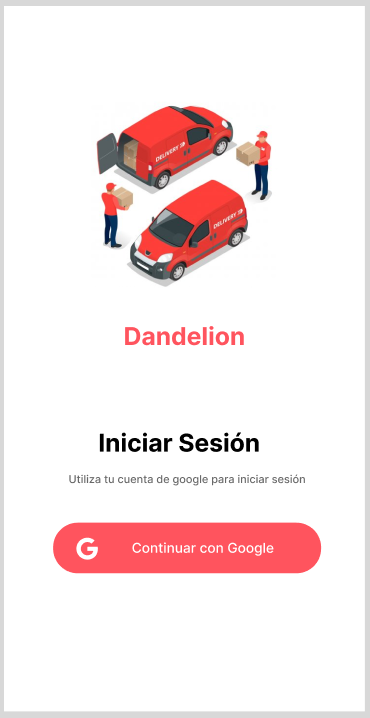 DELIVERY
DELIVERY
Dandelion
Iniciar Sesión
Utiliza tu cuenta de google para iniciar sesión
G
Continuar con Google